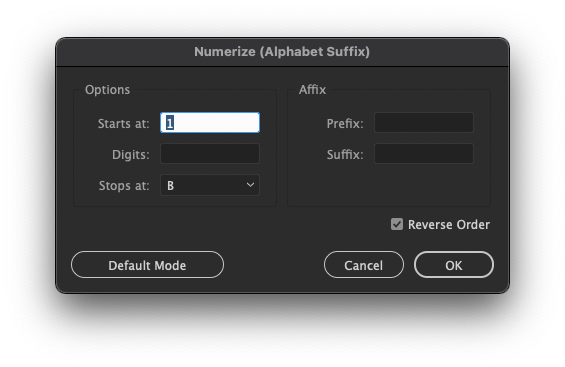 Numerize (Alphabet Suffix)
Options
Starts at: 1
Digits:
Stops at: B
Affix
Prefix:
Suffix:
Reverse Order
Default Mode
Cancel
OK